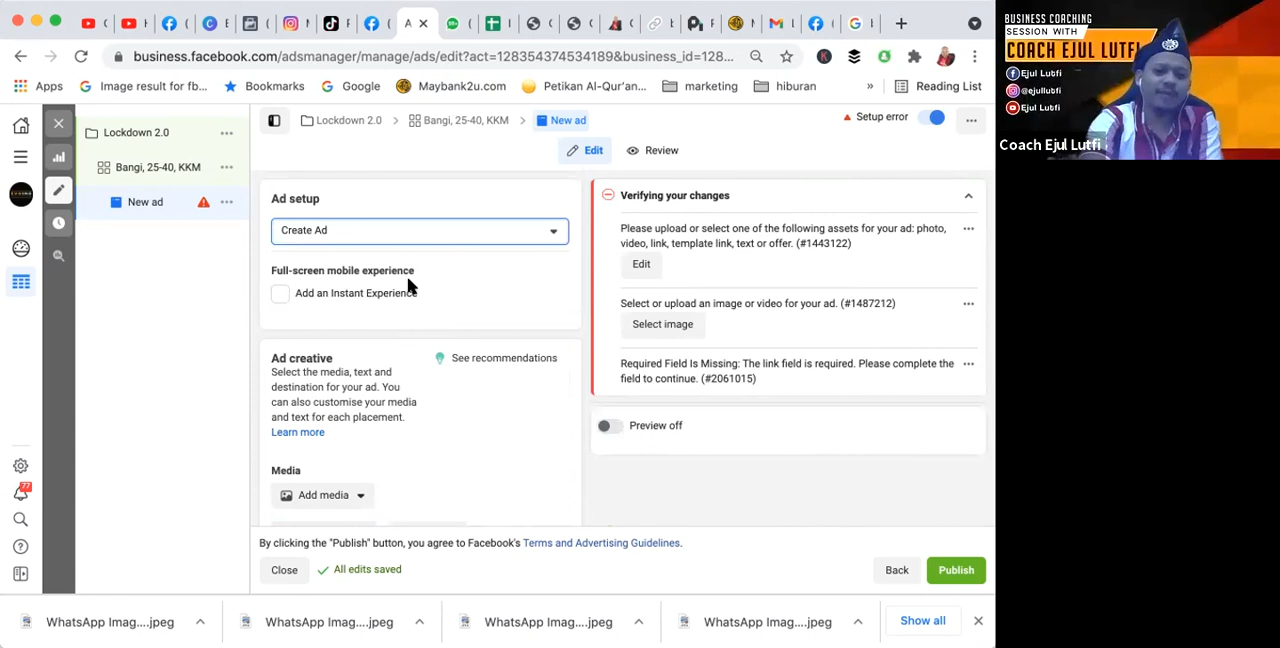 business.facebook.com/adsmanager/manage/ads/edit?act=128354374534189&business_id=128...
Apps
Image result for fb...
Bookmarks
Google
Maybank2u.com
Petikan Al-Qur'an...
marketing
hiburan
»
Reading List
BUSINESS COACHING
SESSION WITH
COACH EJUL LUTFI
Ejul Lutfi
@ejullutfi
Ejul Lutfi
Coach Ejul Lutfi
Lockdown 2.0
Bangi, 25-40, KKM
New ad
Lockdown 2.0
Bangi, 25-40, KKM
New ad
Setup error
Edit
Review
Ad setup
Create Ad
Full-screen mobile experience
Add an Instant Experience
Ad creative
See recommendations
Select the media, text and
destination for your ad. You
can also customise your media
and text for each placement.
Learn more
Media
Add media
Verifying your changes
Please upload or select one of the following assets for your ad: photo,
video, link, template link, text or offer. (#1443122)
Edit
Select or upload an image or video for your ad. (#1487212)
Select image
Required Field Is Missing: The link field is required. Please complete the
field to continue. (#2061015)
Preview off
By clicking the "Publish" button, you agree to Facebook's Terms and Advertising Guidelines.
Close
All edits saved
Back
Publish
WhatsApp Imag....jpeg
WhatsApp Imag....jpeg
WhatsApp Imag....jpeg
WhatsApp Imag....jpeg
Show all